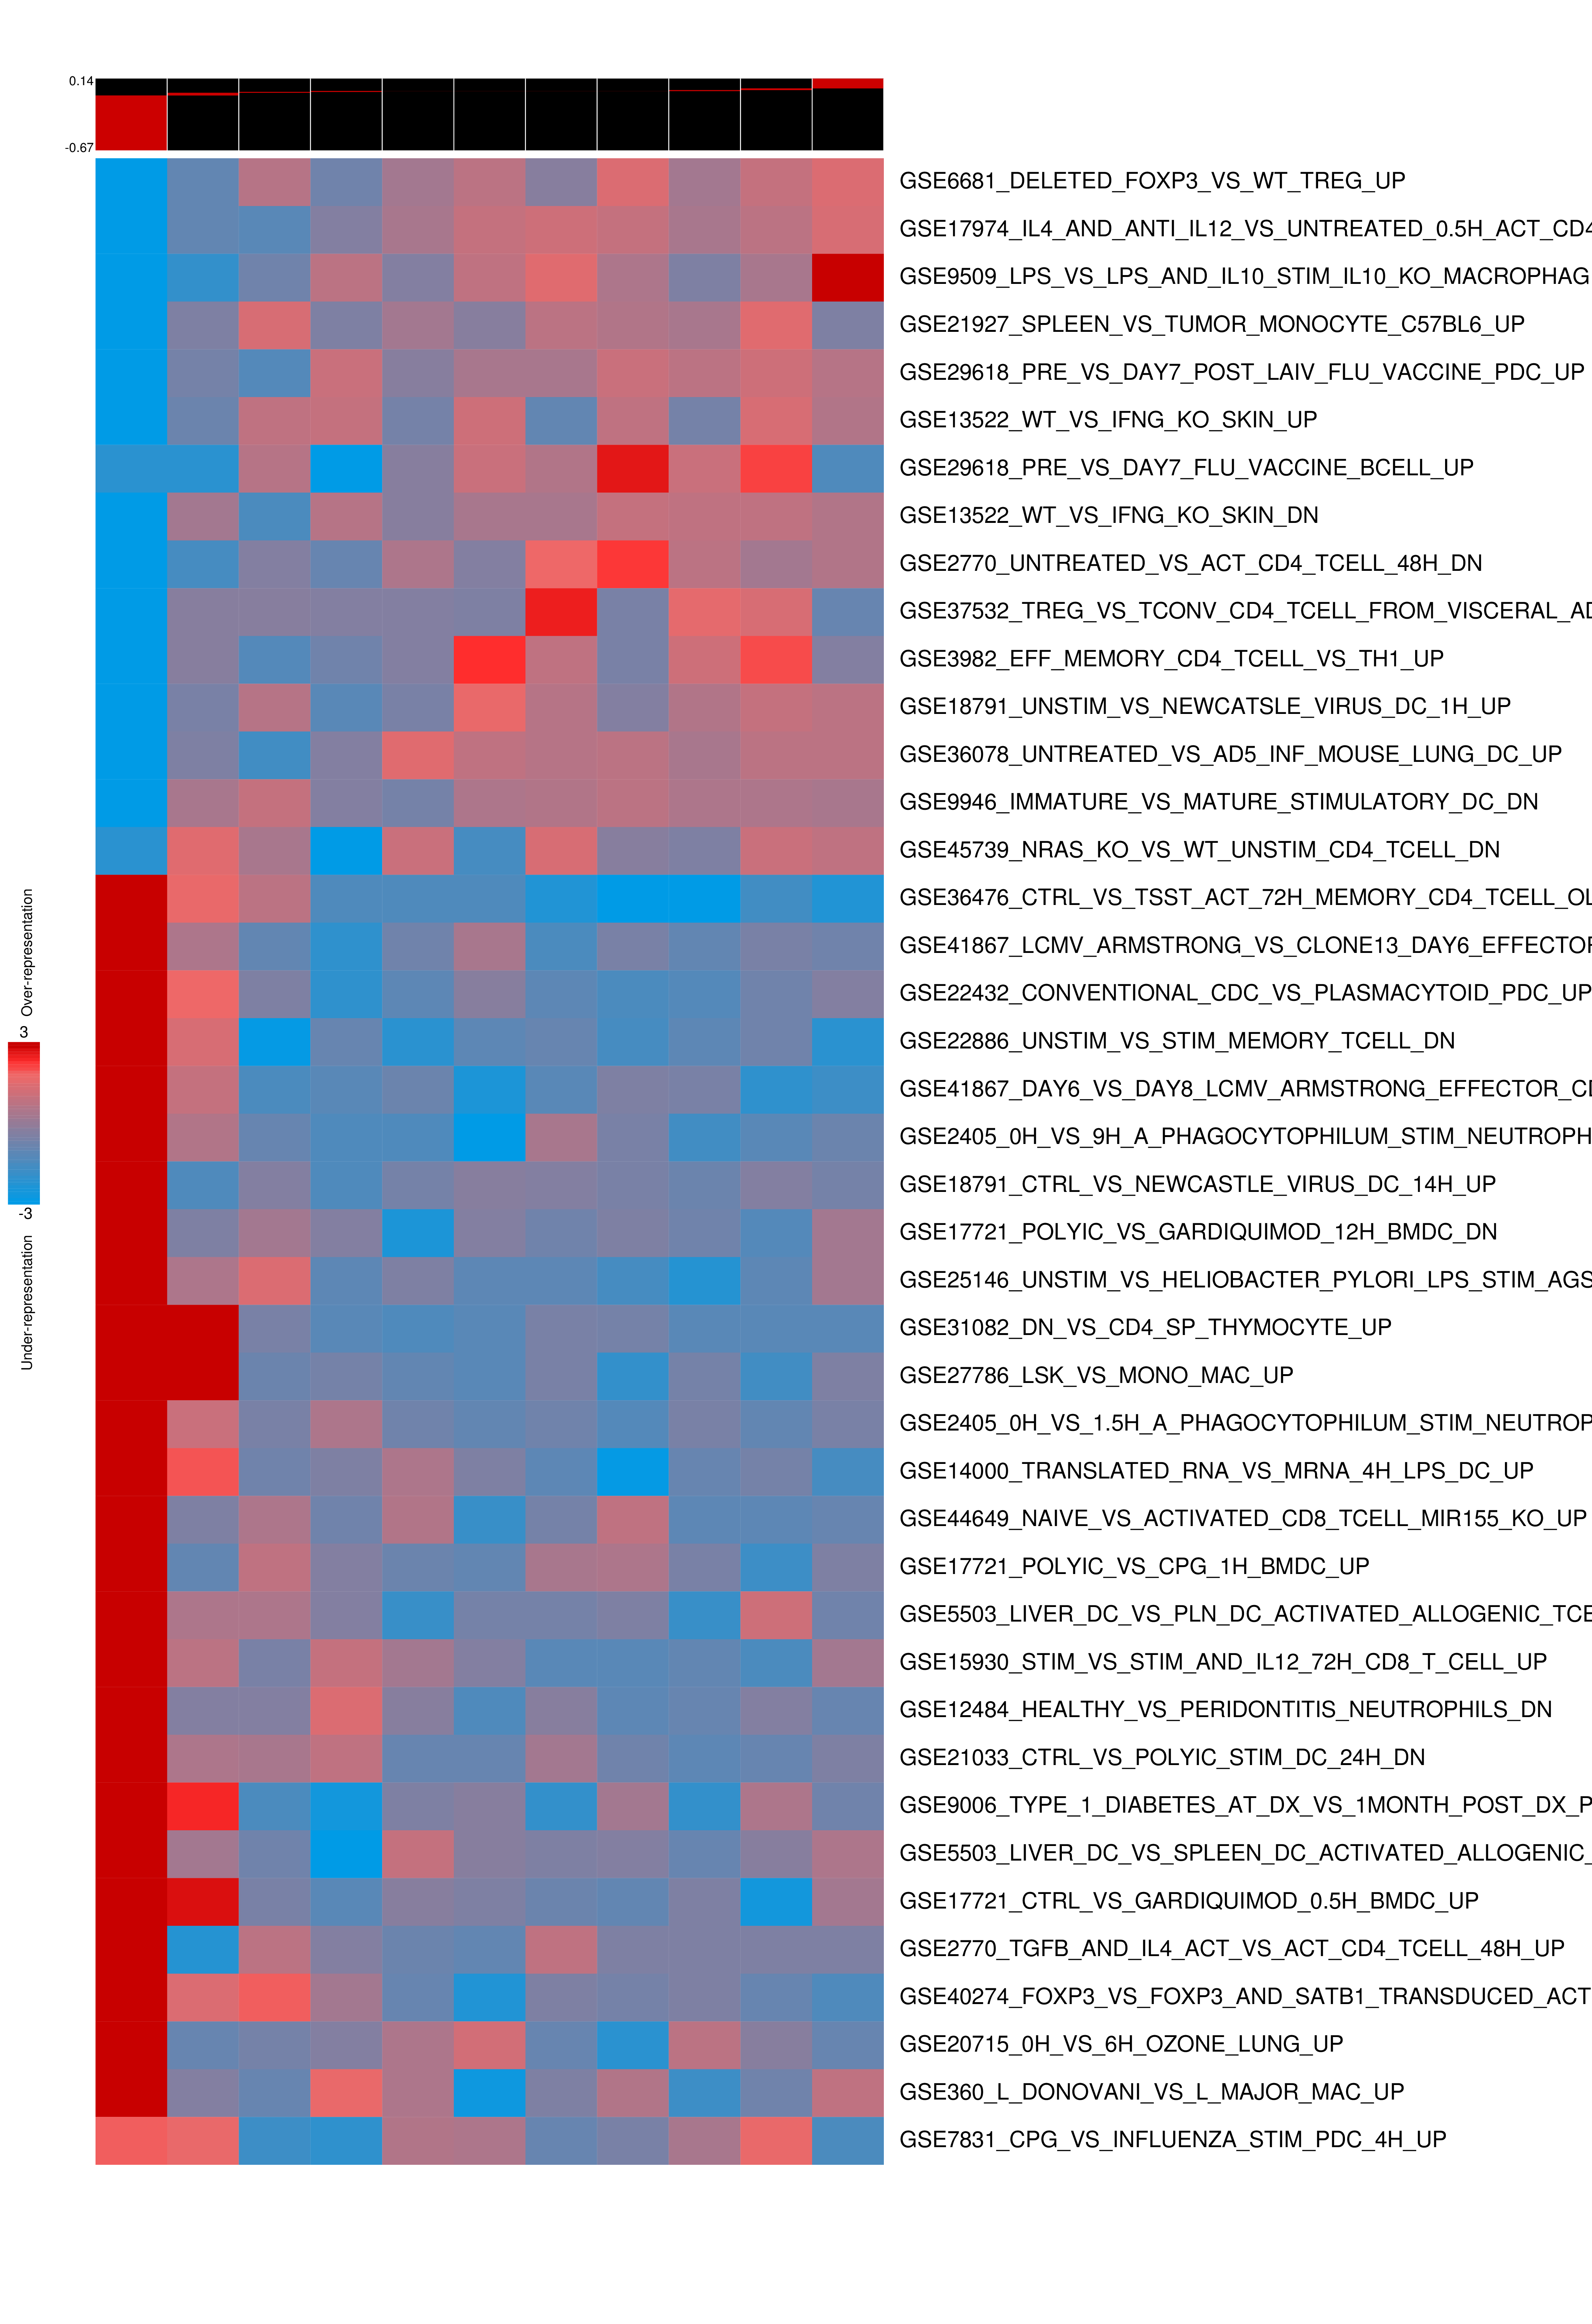 0.14
-0.67
GSE6681_DELETED_FOXP3_VS_WT_TREG_UP
GSE17974_IL4_AND_ANTI_IL12_VS_UNTREATED_0.5H_ACT_CD4
GSE9509_LPS_VS_LPS_AND_IL10_STIM_IL10_KO_MACROPHAG
GSE21927_SPLEEN_VS_TUMOR_MONOCYTE_C57BL6_UP
GSE29618_PRE_VS_DAY7_POST_LAIV_FLU_VACCINE_PDC_UP
GSE13522_WT_VS_IFNG_KO_SKIN_UP
GSE29618_PRE_VS_DAY7_FLU_VACCINE_BCELL_UP
GSE13522_WT_VS_IFNG_KO_SKIN_DN
GSE2770_UNTREATED_VS_ACT_CD4_TCELL_48H_DN
GSE37532_TREG_VS_TCONV_CD4_TCELL_FROM_VISCERAL_AD
GSE3982_EFF_MEMORY_CD4_TCELL_VS_TH1_UP
GSE18791_UNSTIM_VS_NEWCATSLE_VIRUS_DC_1H_UP
GSE36078_UNTREATED_VS_AD5_INF_MOUSE_LUNG_DC_UP
GSE9946_IMMATURE_VS_MATURE_STIMULATORY_DC_DN
GSE45739_NRAS_KO_VS_WT_UNSTIM_CD4_TCELL_DN
GSE36476_CTRL_VS_TSST_ACT_72H_MEMORY_CD4_TCELL_OL
GSE41867_LCMV_ARMSTRONG_VS_CLONE13_DAY6_EFFECTOR
GSE22432_CONVENTIONAL_CDC_VS_PLASMACYTOID_PDC_UP
GSE22886_UNSTIM_VS_STIM_MEMORY_TCELL_DN
GSE41867_DAY6_VS_DAY8_LCMV_ARMSTRONG_EFFECTOR_CD
GSE2405_0H_VS_9H_A_PHAGOCYTOPHILUM_STIM_NEUTROPH
GSE18791_CTRL_VS_NEWCASTLE_VIRUS_DC_14H_UP
GSE17721_POLYIC_VS_GARDIQUIMOD_12H_BMDC_DN
GSE25146_UNSTIM_VS_HELIOBACTER_PYLORI_LPS_STIM_AGS
GSE31082_DN_VS_CD4_SP_THYMOCYTE_UP
GSE27786_LSK_VS_MONO_MAC_UP
GSE2405_0H_VS_1.5H_A_PHAGOCYTOPHILUM_STIM_NEUTROP
GSE14000_TRANSLATED_RNA_VS_MRNA_4H_LPS_DC_UP
GSE44649_NAIVE_VS_ACTIVATED_CD8_TCELL_MIR155_KO_UP
GSE17721_POLYIC_VS_CPG_1H_BMDC_UP
GSE5503_LIVER_DC_VS_PLN_DC_ACTIVATED_ALLOGENIC_TCE
GSE15930_STIM_VS_STIM_AND_IL12_72H_CD8_T_CELL_UP
GSE12484_HEALTHY_VS_PERIDONTITIS_NEUTROPHILS_DN
GSE21033_CTRL_VS_POLYIC_STIM_DC_24H_DN
GSE9006_TYPE_1_DIABETES_AT_DX_VS_1MONTH_POST_DX_P
GSE5503_LIVER_DC_VS_SPLEEN_DC_ACTIVATED_ALLOGENIC_
GSE17721_CTRL_VS_GARDIQUIMOD_0.5H_BMDC_UP
GSE2770_TGFB_AND_IL4_ACT_VS_ACT_CD4_TCELL_48H_UP
GSE40274_FOXP3_VS_FOXP3_AND_SATB1_TRANSDUCED_ACT
GSE20715_0H_VS_6H_OZONE_LUNG_UP
GSE360_L_DONOVANI_VS_L_MAJOR_MAC_UP
GSE7831_CPG_VS_INFLUENZA_STIM_PDC_4H_UP
Over-representation
3
-3
Under-representation